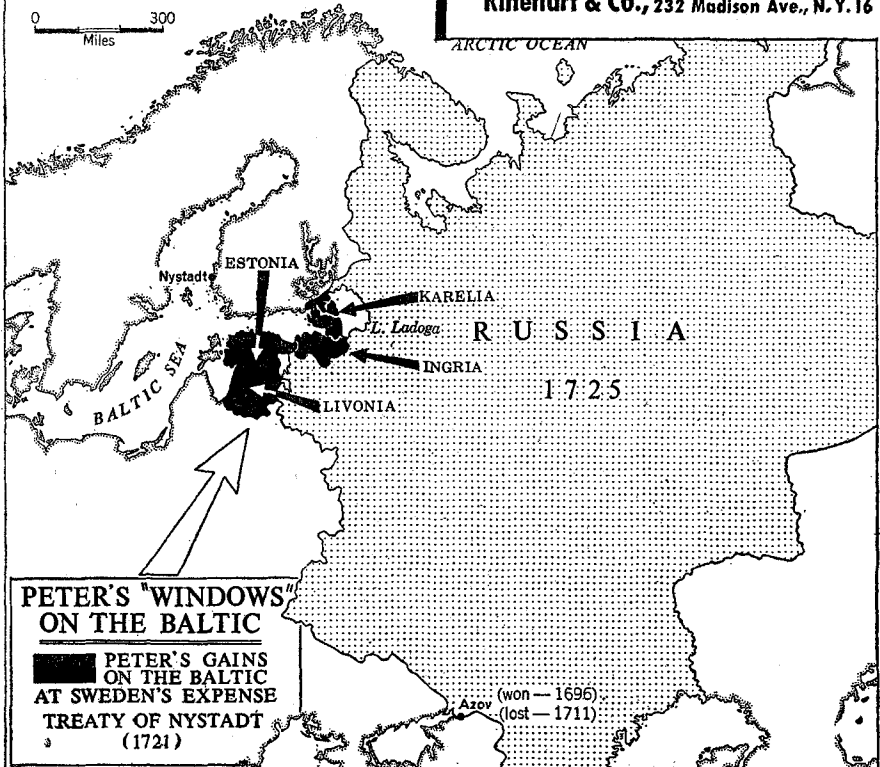 Rinehart & Co., 232 Madison Ave., N.Y. 16
0 300
Miles
ARCTIC OCEAN
ESTONIA
Nystadt
KARELIA
L. Ladoga
RUSSIA
INGRIA
1725
BALTIC SEA
LIVONIA
PETER'S "WINDOWS"
ON THE BALTIC
PETER'S GAINS
ON THE BALTIC
AT SWEDEN'S EXPENSE
TREATY OF NYSTADT
(1721)
Azov
(won — 1696)
(lost — 1711)